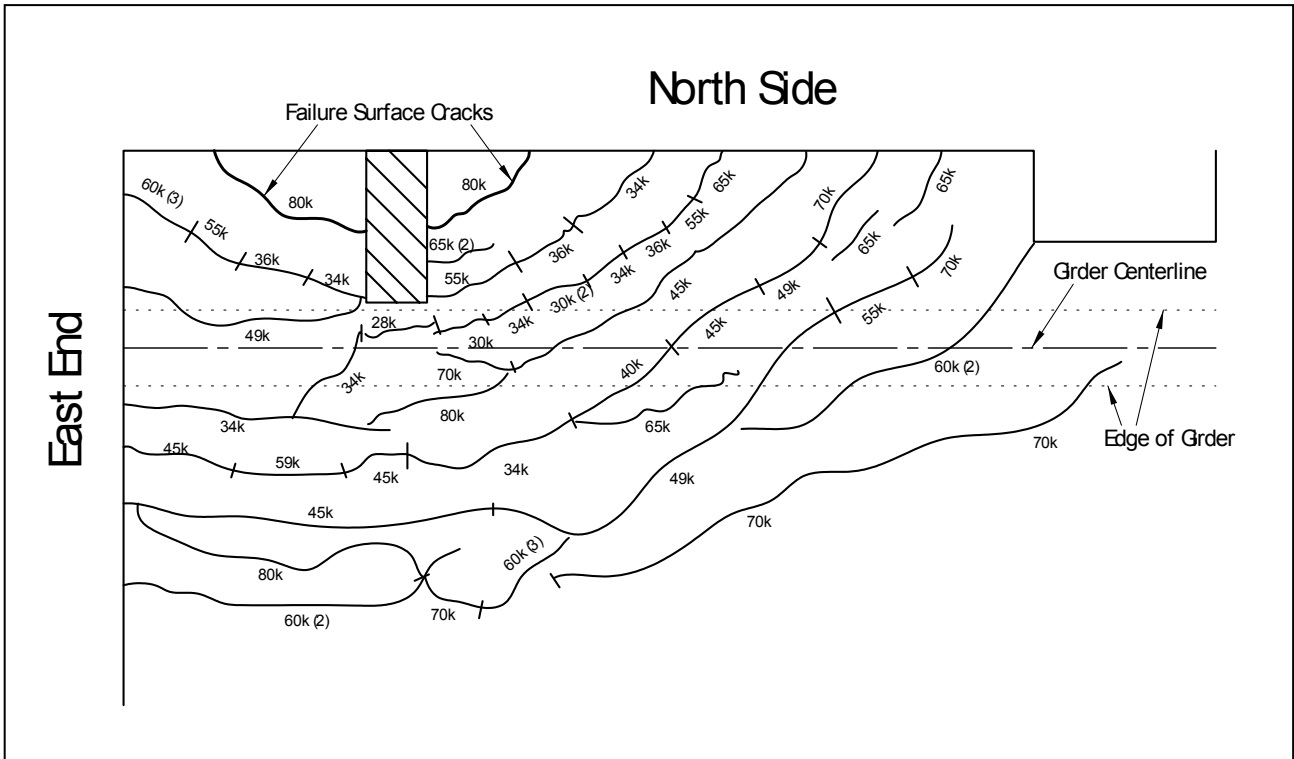 North Side
Failure Surface Cracks
60k (3)
80k
80k
34k
65k
70k
65k
55k
65k (2)
36k
55k
65k
36k
34k
55k
36k
34k
30k (2)
45k
49k
70k
Girder Centerline
East End
49k
28k
30k
34k
45k
55k
34k
70k
40k
60k (2)
80k
65k
34k
70k
Edge of Girder
45k
59k
45k
34k
49k
45k
70k
80k
60k (3)
60k (2)
70k